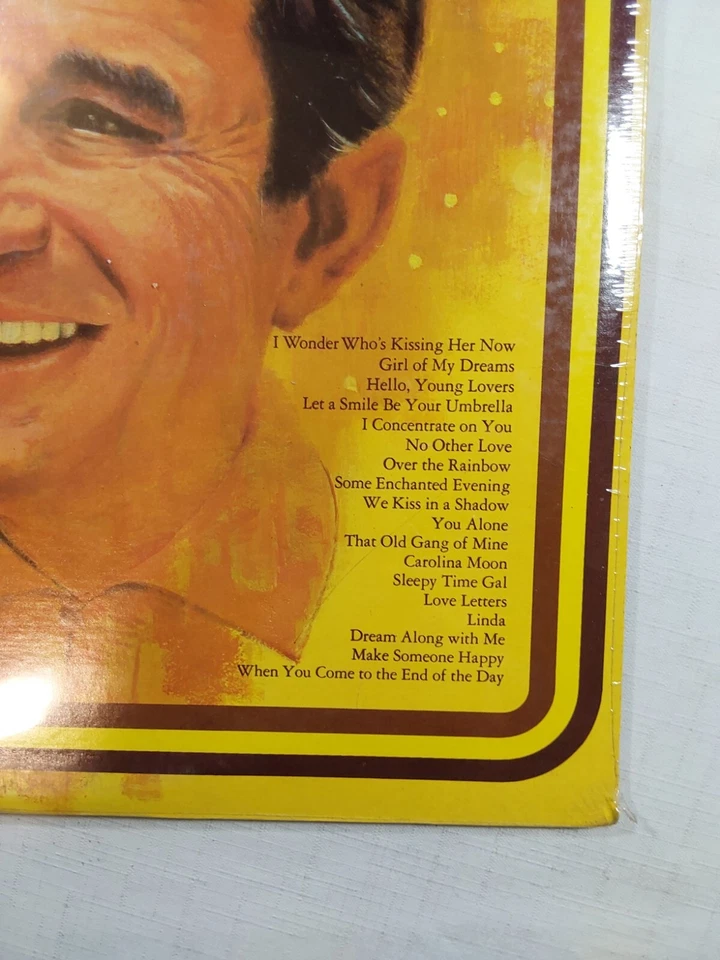 I Wonder Who's Kissing Her Now
Girl of My Dreams
Hello, Young Lovers
Let a Smile Be Your Umbrella
I Concentrate on You
No Other Love
Over the Rainbow
Some Enchanted Evening
We Kiss in a Shadow
You Alone
That Old Gang of Mine
Carolina Moon
Sleepy Time Gal
Love Letters
Linda
Dream Along with Me
Make Someone Happy
When You Come to the End of the Day